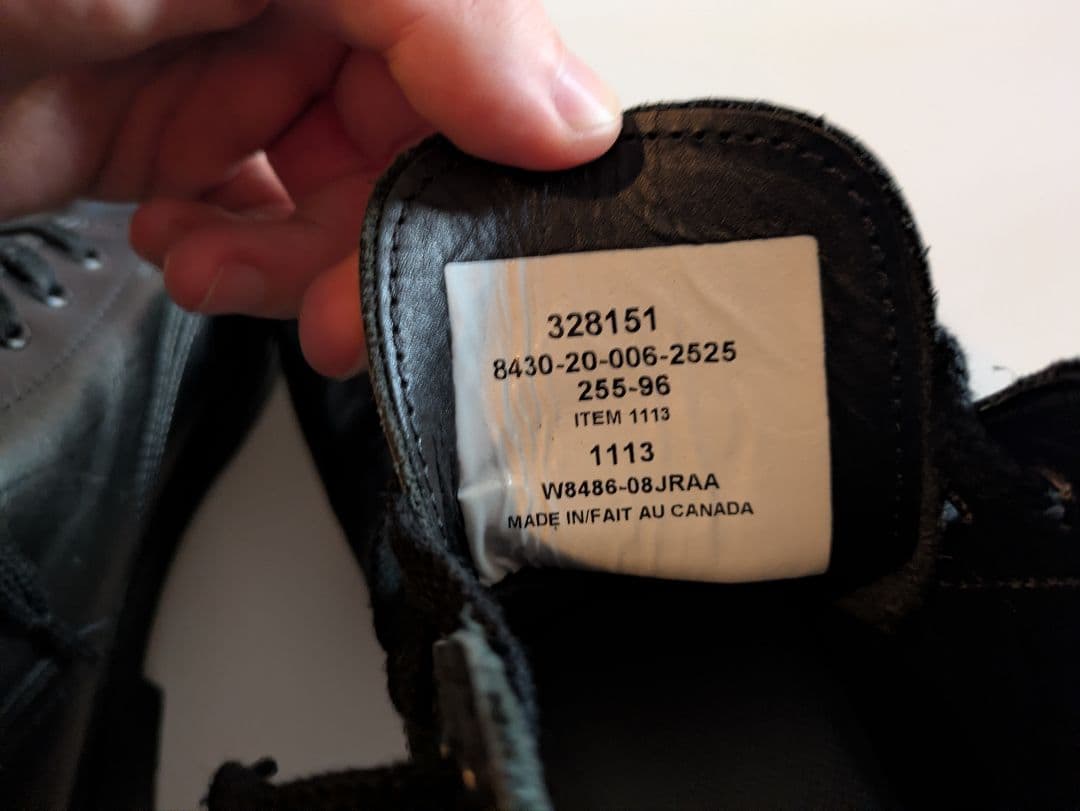 328151
8430-20-006-2525
255-96
ITEM 1113
1113
W8486-08JRAA
MADE IN/FAIT AU CANADA